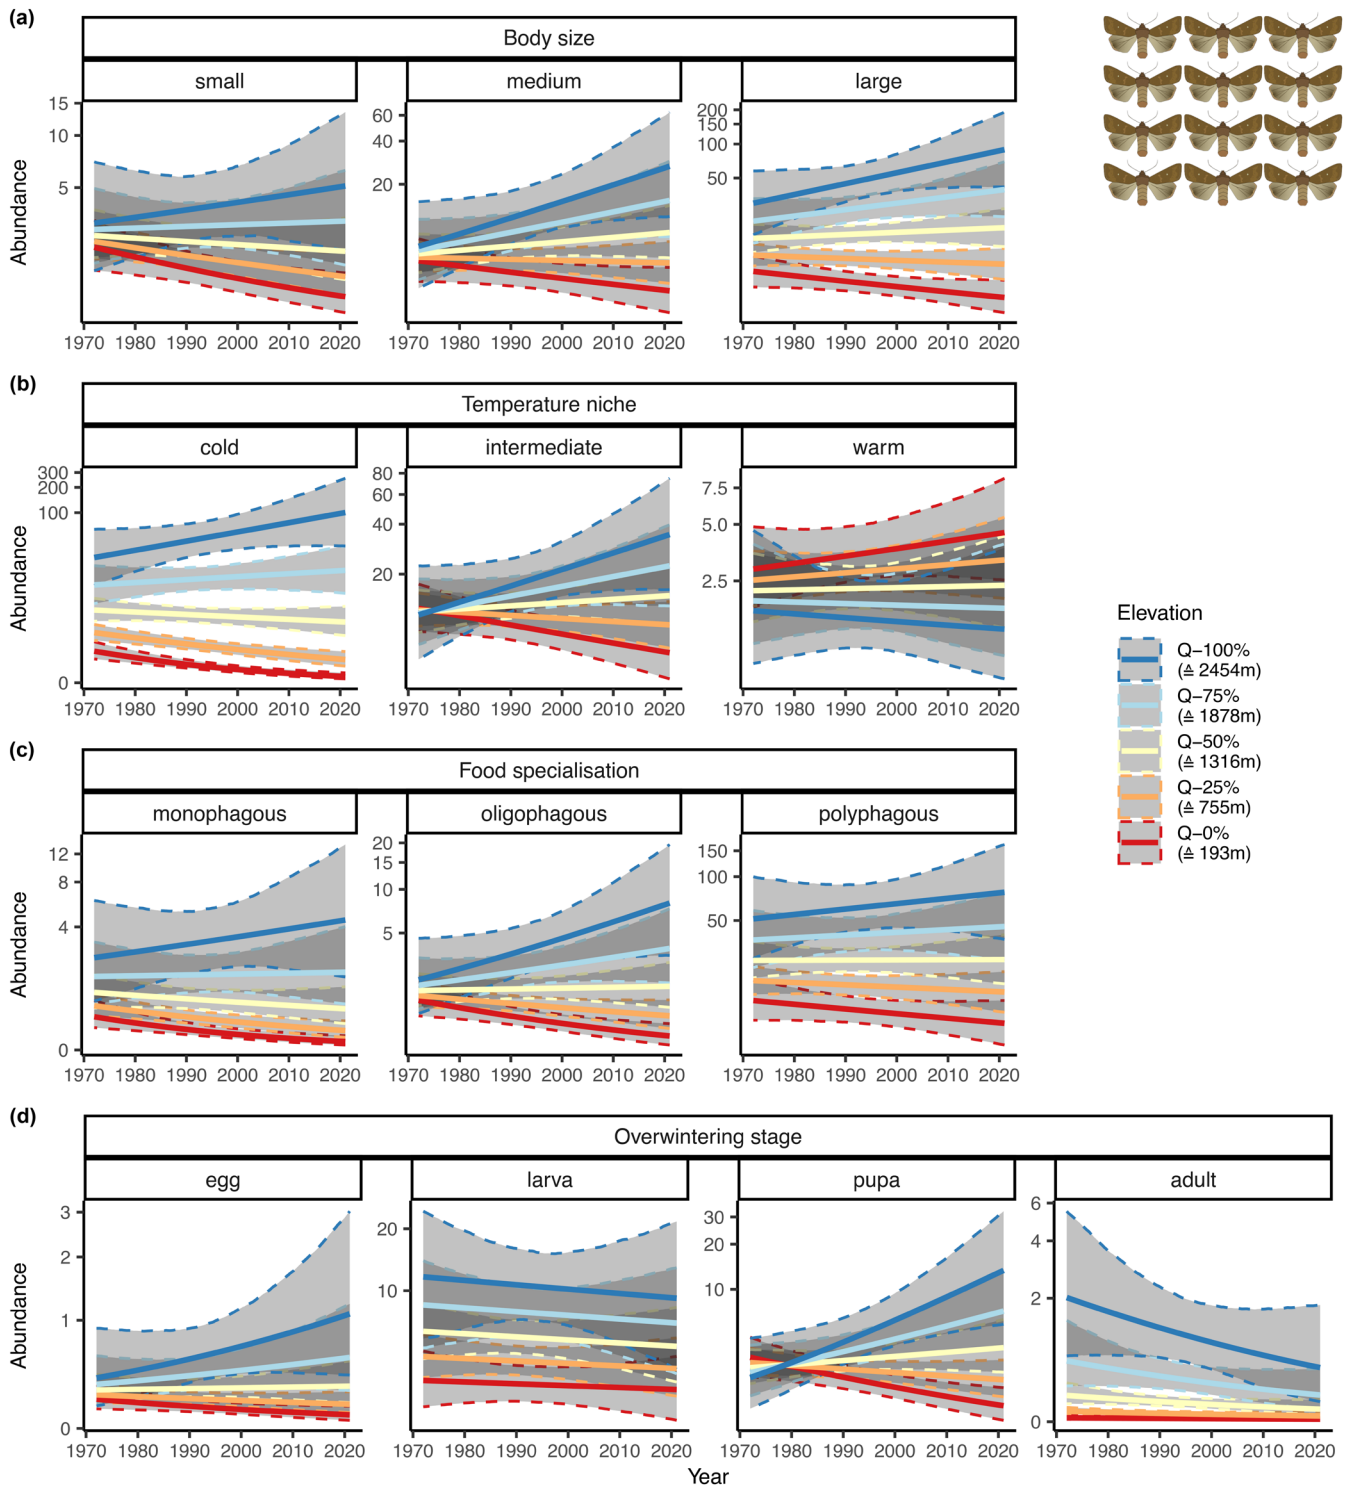 (a)
Body size
small medium large
15
10
5
60
40
20
200
150
100
50
Abundance
1970 1980 1990 2000 2010 2020 1970 1980 1990 2000 2010 2020 1970 1980 1990 2000 2010 2020
(b)
Temperature niche
cold intermediate warm
300
200
100
0
80
60
40
20
7.5
5.0
2.5
Abundance
1970 1980 1990 2000 2010 2020 1970 1980 1990 2000 2010 2020 1970 1980 1990 2000 2010 2020
(c)
Food specialisation
monophagous oligophagous polyphagous
12
8
4
0
20
15
10
5
150
100
50
Abundance
1970 1980 1990 2000 2010 2020 1970 1980 1990 2000 2010 2020 1970 1980 1990 2000 2010 2020
(d)
Overwintering stage
egg larva pupa adult
3
2
1
0
20
10
30
20
10
6
4
2
0
Abundance
1970 1980 1990 2000 2010 2020 1970 1980 1990 2000 2010 2020 1970 1980 1990 2000 2010 2020 1970 1980 1990 2000 2010 2020
Year
Elevation
Q−100%
(≙ 2454m)
Q−75%
(≙ 1878m)
Q−50%
(≙ 1316m)
Q−25%
(≙ 755m)
Q−0%
(≙ 193m)